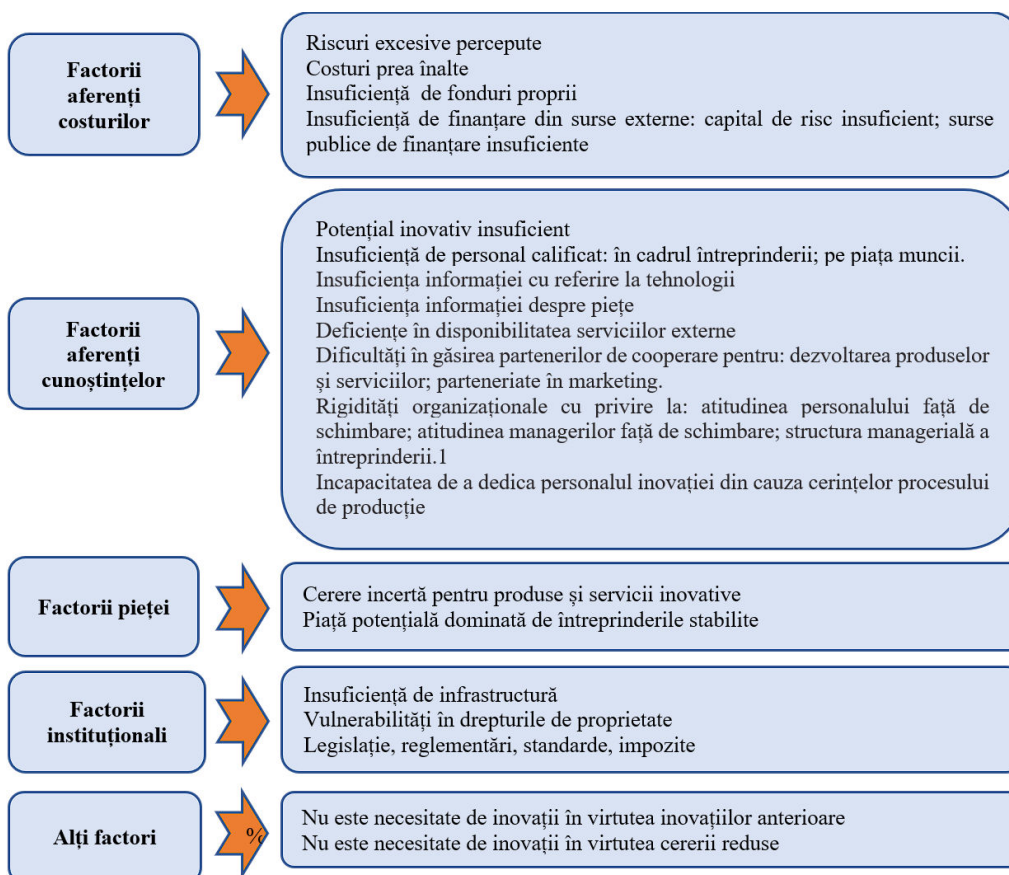 Factorii
aferenți
costurilor
Riscuri excesive percepute
Costuri prea înalte
Insuficiență de fonduri proprii
Insuficiență de finanțare din surse externe: capital de risc insuficient; surse
publice de finanțare insuficiente
Factorii
aferenți
cunoștințelor
Potențial inovativ insuficient
Insuficiență de personal calificat: în cadrul întreprinderii; pe piața muncii.
Insuficiența informației cu referire la tehnologii
Insuficiența informației despre piețe
Deficiențe în disponibilitatea serviciilor externe
Dificultăți în găsirea partenerilor de cooperare pentru: dezvoltarea produselor
și serviciilor; parteneriate în marketing.
Rigidități organizaționale cu privire la: atitudinea personalului față de
schimbare; atitudinea managerilor față de schimbare; structura managerială a
întreprinderii.1
Incapacitatea de a dedica personalul inovației din cauza cerințelor procesului
de producție
Factorii pieței
Cerere incertă pentru produse și servicii inovative
Piață potențială dominată de întreprinderile stabilite
Factorii
instituționali
Insuficiență de infrastructură
Vulnerabilități în drepturile de proprietate
Legislație, reglementări, standarde, impozite
Alți factori
%
Nu este necesitate de inovații în virtutea inovațiilor anterioare
Nu este necesitate de inovații în virtutea cererii reduse